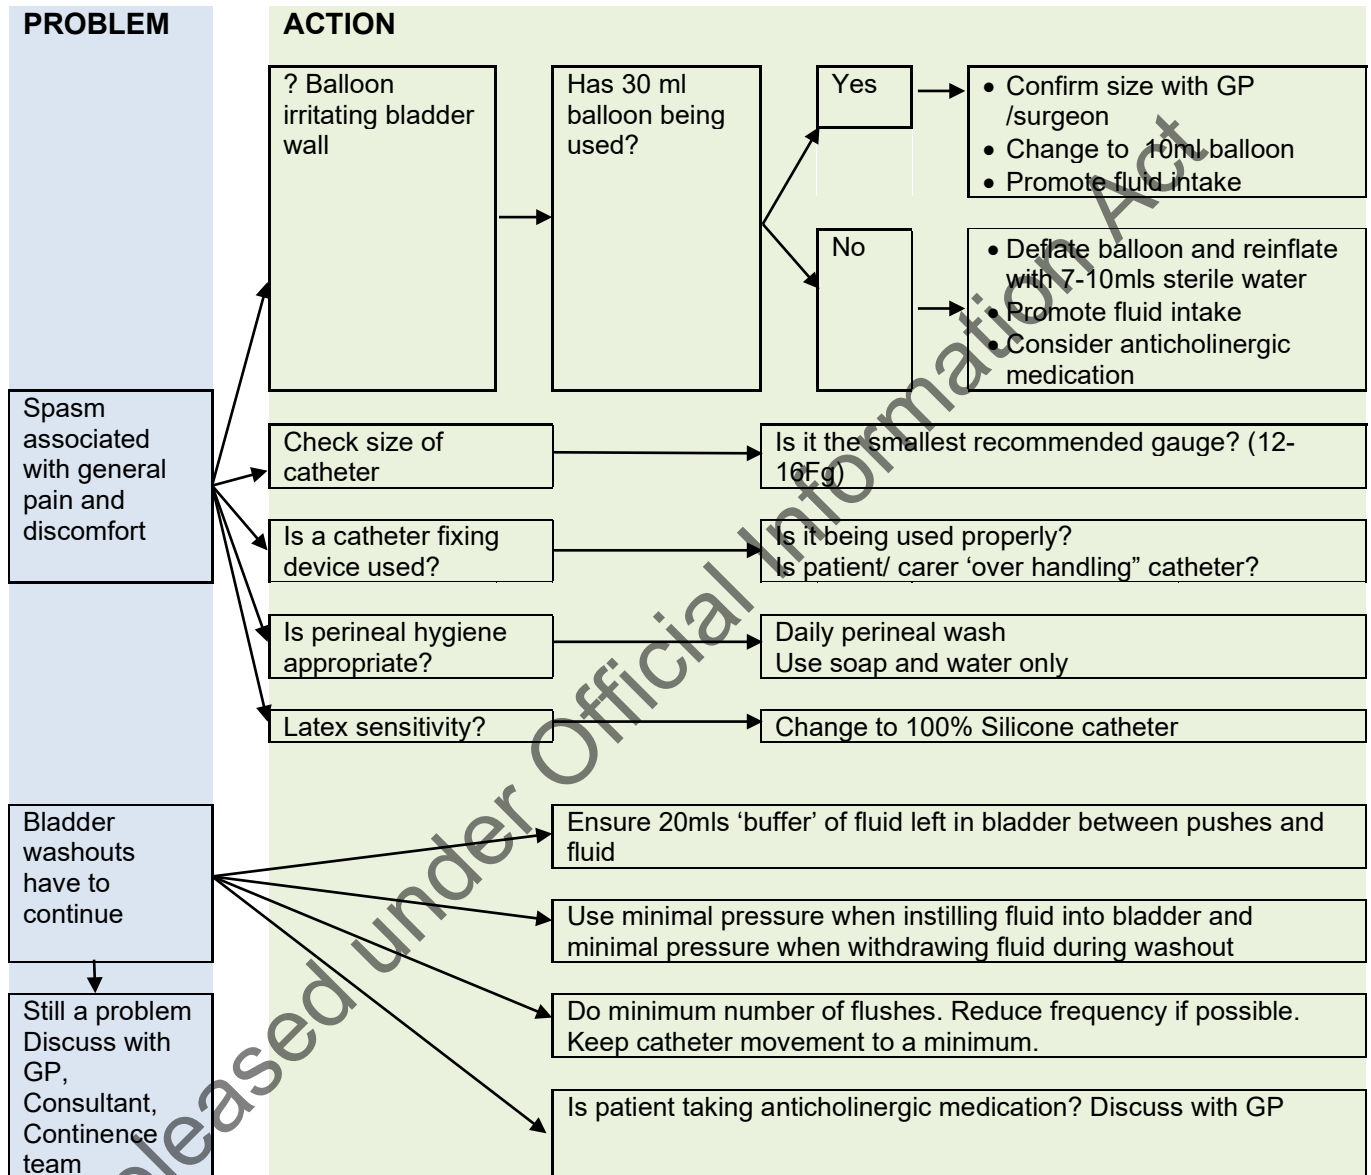 PROBLEM
ACTION
? Balloon
irritating bladder
wall
Has 30 ml
balloon being
used?
Yes
• Confirm size with GP
/surgeon
• Change to 10ml balloon
• Promote fluid intake
No
• Deflate balloon and reinflate
with 7-10mls sterile water
• Promote fluid intake
• Consider anticholinergic
medication
Spasm
associated
with general
pain and
discomfort
Check size of
catheter
Is it the smallest recommended gauge? (12-
16Fg)
Is a catheter fixing
device used?
Is it being used properly?
Is patient/ carer ‘over handling” catheter?
Is perineal hygiene
appropriate?
Daily perineal wash
Use soap and water only
Latex sensitivity?
Change to 100% Silicone catheter
Bladder
washouts
have to
continue
Ensure 20mls ‘buffer’ of fluid left in bladder between pushes and
fluid
Use minimal pressure when instilling fluid into bladder and
minimal pressure when withdrawing fluid during washout
Do minimum number of flushes. Reduce frequency if possible.
Keep catheter movement to a minimum.
Is patient taking anticholinergic medication? Discuss with GP
Still a problem
Discuss with
GP,
Consultant,
Continence
team
eleased under Official Information Act